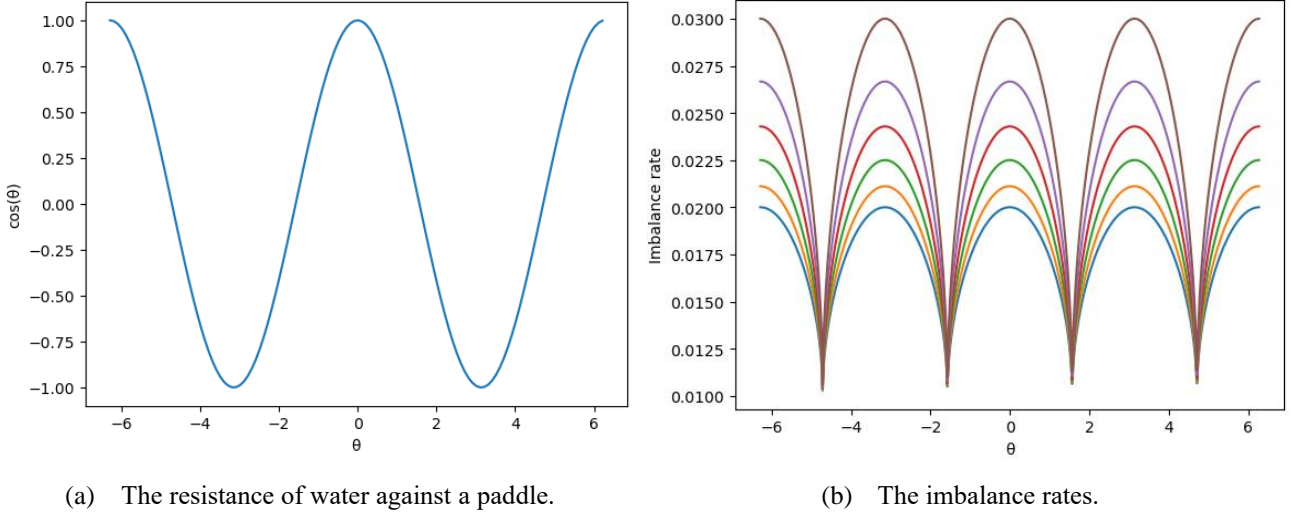 1.00
0.75
0.50
0.25
0.00
−0.25
−0.50
−0.75
−1.00
cos(θ)
−6 −4 −2 0 2 4 6
θ
0.0300
0.0275
0.0250
0.0225
0.0200
0.0175
0.0150
0.0125
0.0100
Imbalance rate
−6 −4 −2 0 2 4 6
θ
(a) The resistance of water against a paddle.
(b) The imbalance rates.